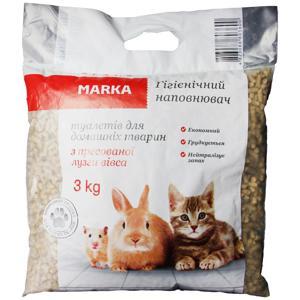 MARKA
Гігієнічний
наповнювач
туалетів для
домашніх тварин
з пресованої
лузги вівса
3 kg
Економний
Грудкується
Нейтралізує
запах